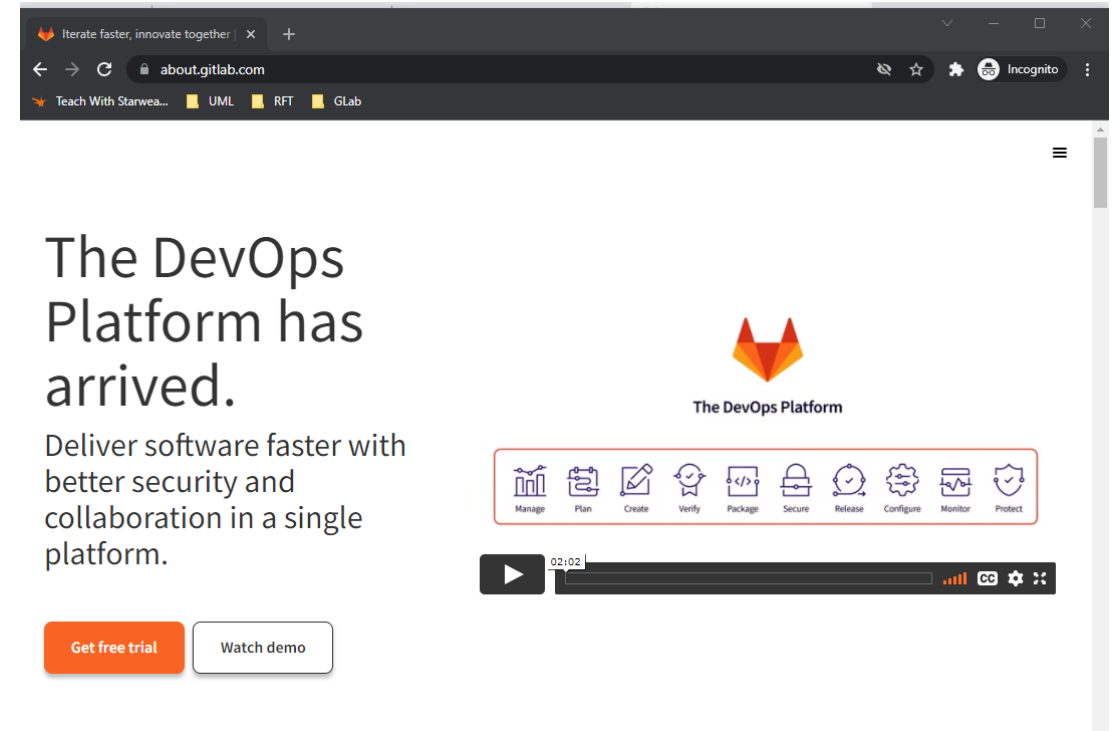 Iterate faster, innovate together |
about.gitlab.com
Incognito
Teach With Starwea... UML RFT GLab
The DevOps
Platform has
arrived.
Deliver software faster with
better security and
collaboration in a single
platform.
Get free trial Watch demo
The DevOps Platform
Manage Plan Create Verify Package Secure Release Configure Monitor Protect
02:02
CC